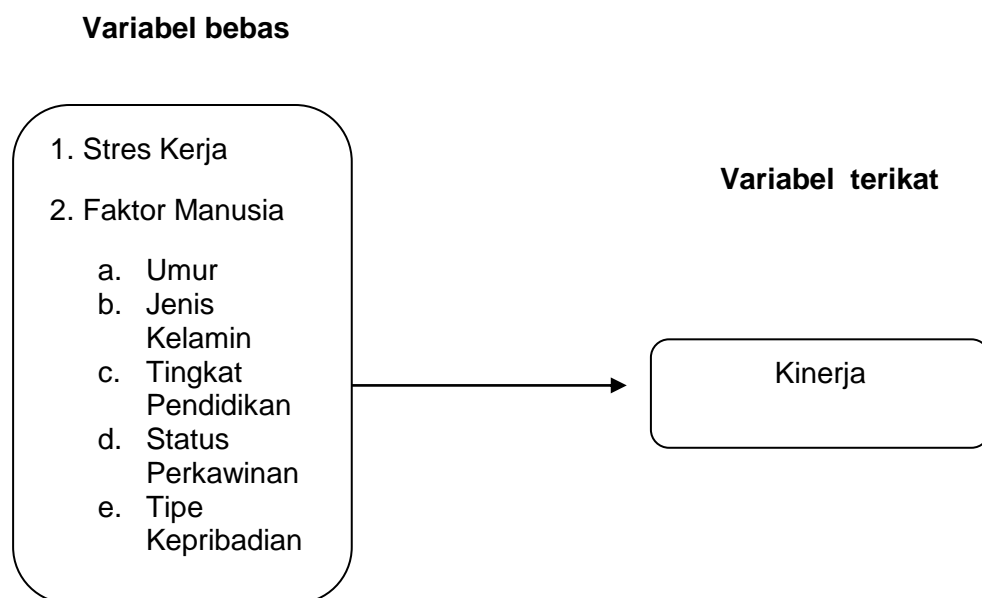 Variabel bebas
1. Stres Kerja
2. Faktor Manusia
a. Umur
b. Jenis
Kelamin
c. Tingkat
Pendidikan
d. Status
Perkawinan
e. Tipe
Kepribadian
Variabel terikat
Kinerja